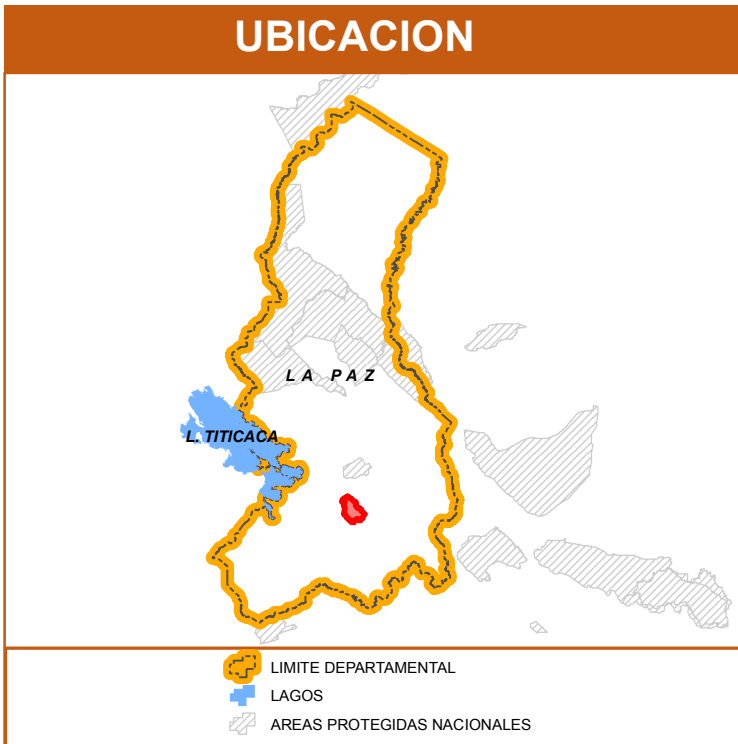 UBICACION
L A P A Z
L. TITICACA
LIMITE DEPARTAMENTAL
LAGOS
AREAS PROTEGIDAS NACIONALES